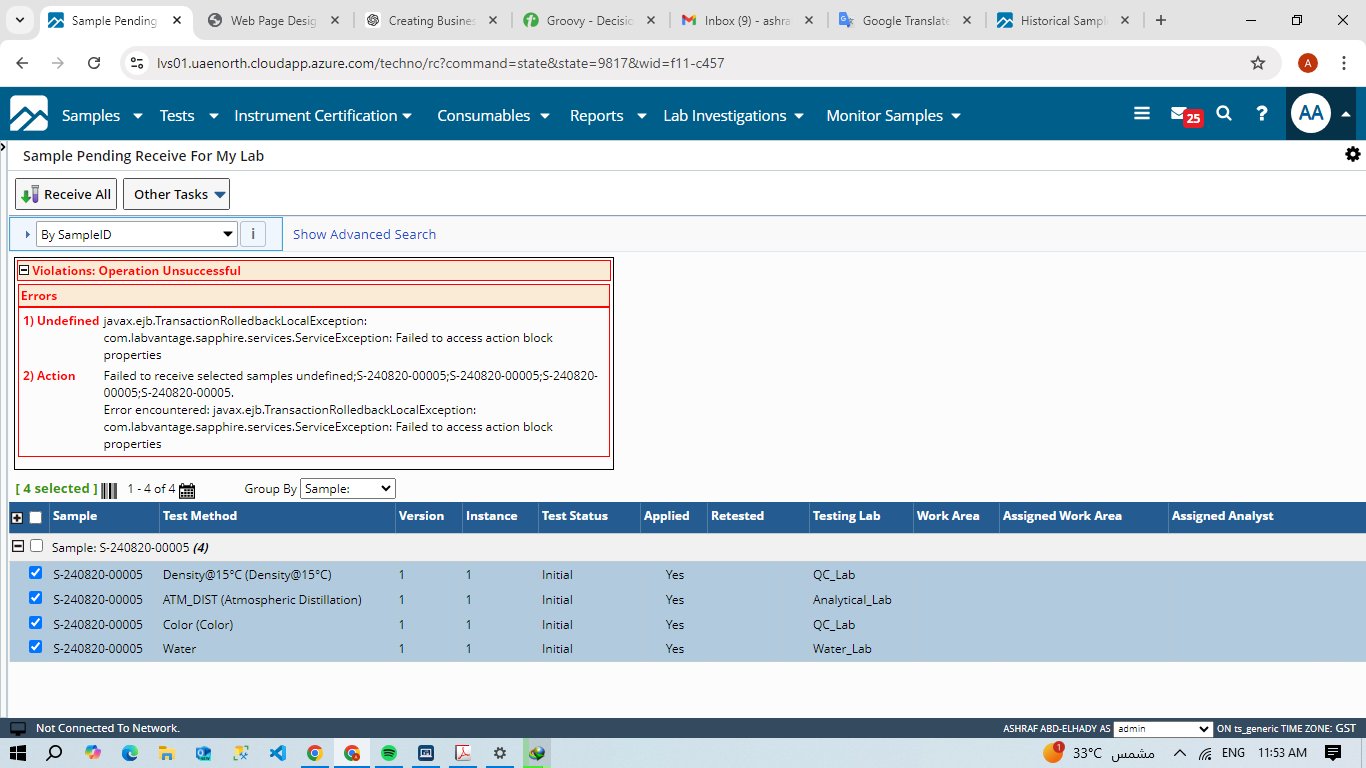 Sample Pending
Web Page Desig
Creating Busines
Groovy - Decisio
Inbox (9) - ashra
Google Translate
Historical Sampl
lvs01.uaenorth.cloudapp.azure.com/techno/rc?command=state&state=9817&wid=f11-c457
A
Samples Tests Instrument Certification Consumables Reports Lab Investigations Monitor Samples 25 ? AA
Sample Pending Receive For My Lab
Receive All Other Tasks
By SampleID i Show Advanced Search
Violations: Operation Unsuccessful
Errors
1) Undefined javax.ejb.TransactionRolledbackLocalException:
com.labvantage.sapphire.services.ServiceException: Failed to access action block
properties
2) Action Failed to receive selected samples undefined;S-240820-00005;S-240820-00005;S-240820-
00005;S-240820-00005.
Error encountered: javax.ejb.TransactionRolledbackLocalException:
com.labvantage.sapphire.services.ServiceException: Failed to access action block
properties
[ 4 selected ] 1 - 4 of 4 Group By Sample:
Sample Test Method Version Instance Test Status Applied Retested Testing Lab Work Area Assigned Work Area Assigned Analyst
Sample: S-240820-00005 (4)
S-240820-00005 Density@15°C (Density@15°C) 1 1 Initial Yes QC_Lab
S-240820-00005 ATM_DIST (Atmospheric Distillation) 1 1 Initial Yes Analytical_Lab
S-240820-00005 Color (Color) 1 1 Initial Yes QC_Lab
S-240820-00005 Water 1 1 Initial Yes Water_Lab
Not Connected To Network. ASHRAF ABD-ELHADY AS admin ON ts_generic TIME ZONE: GST
1 33°C مشمس ENG 11:53 AM